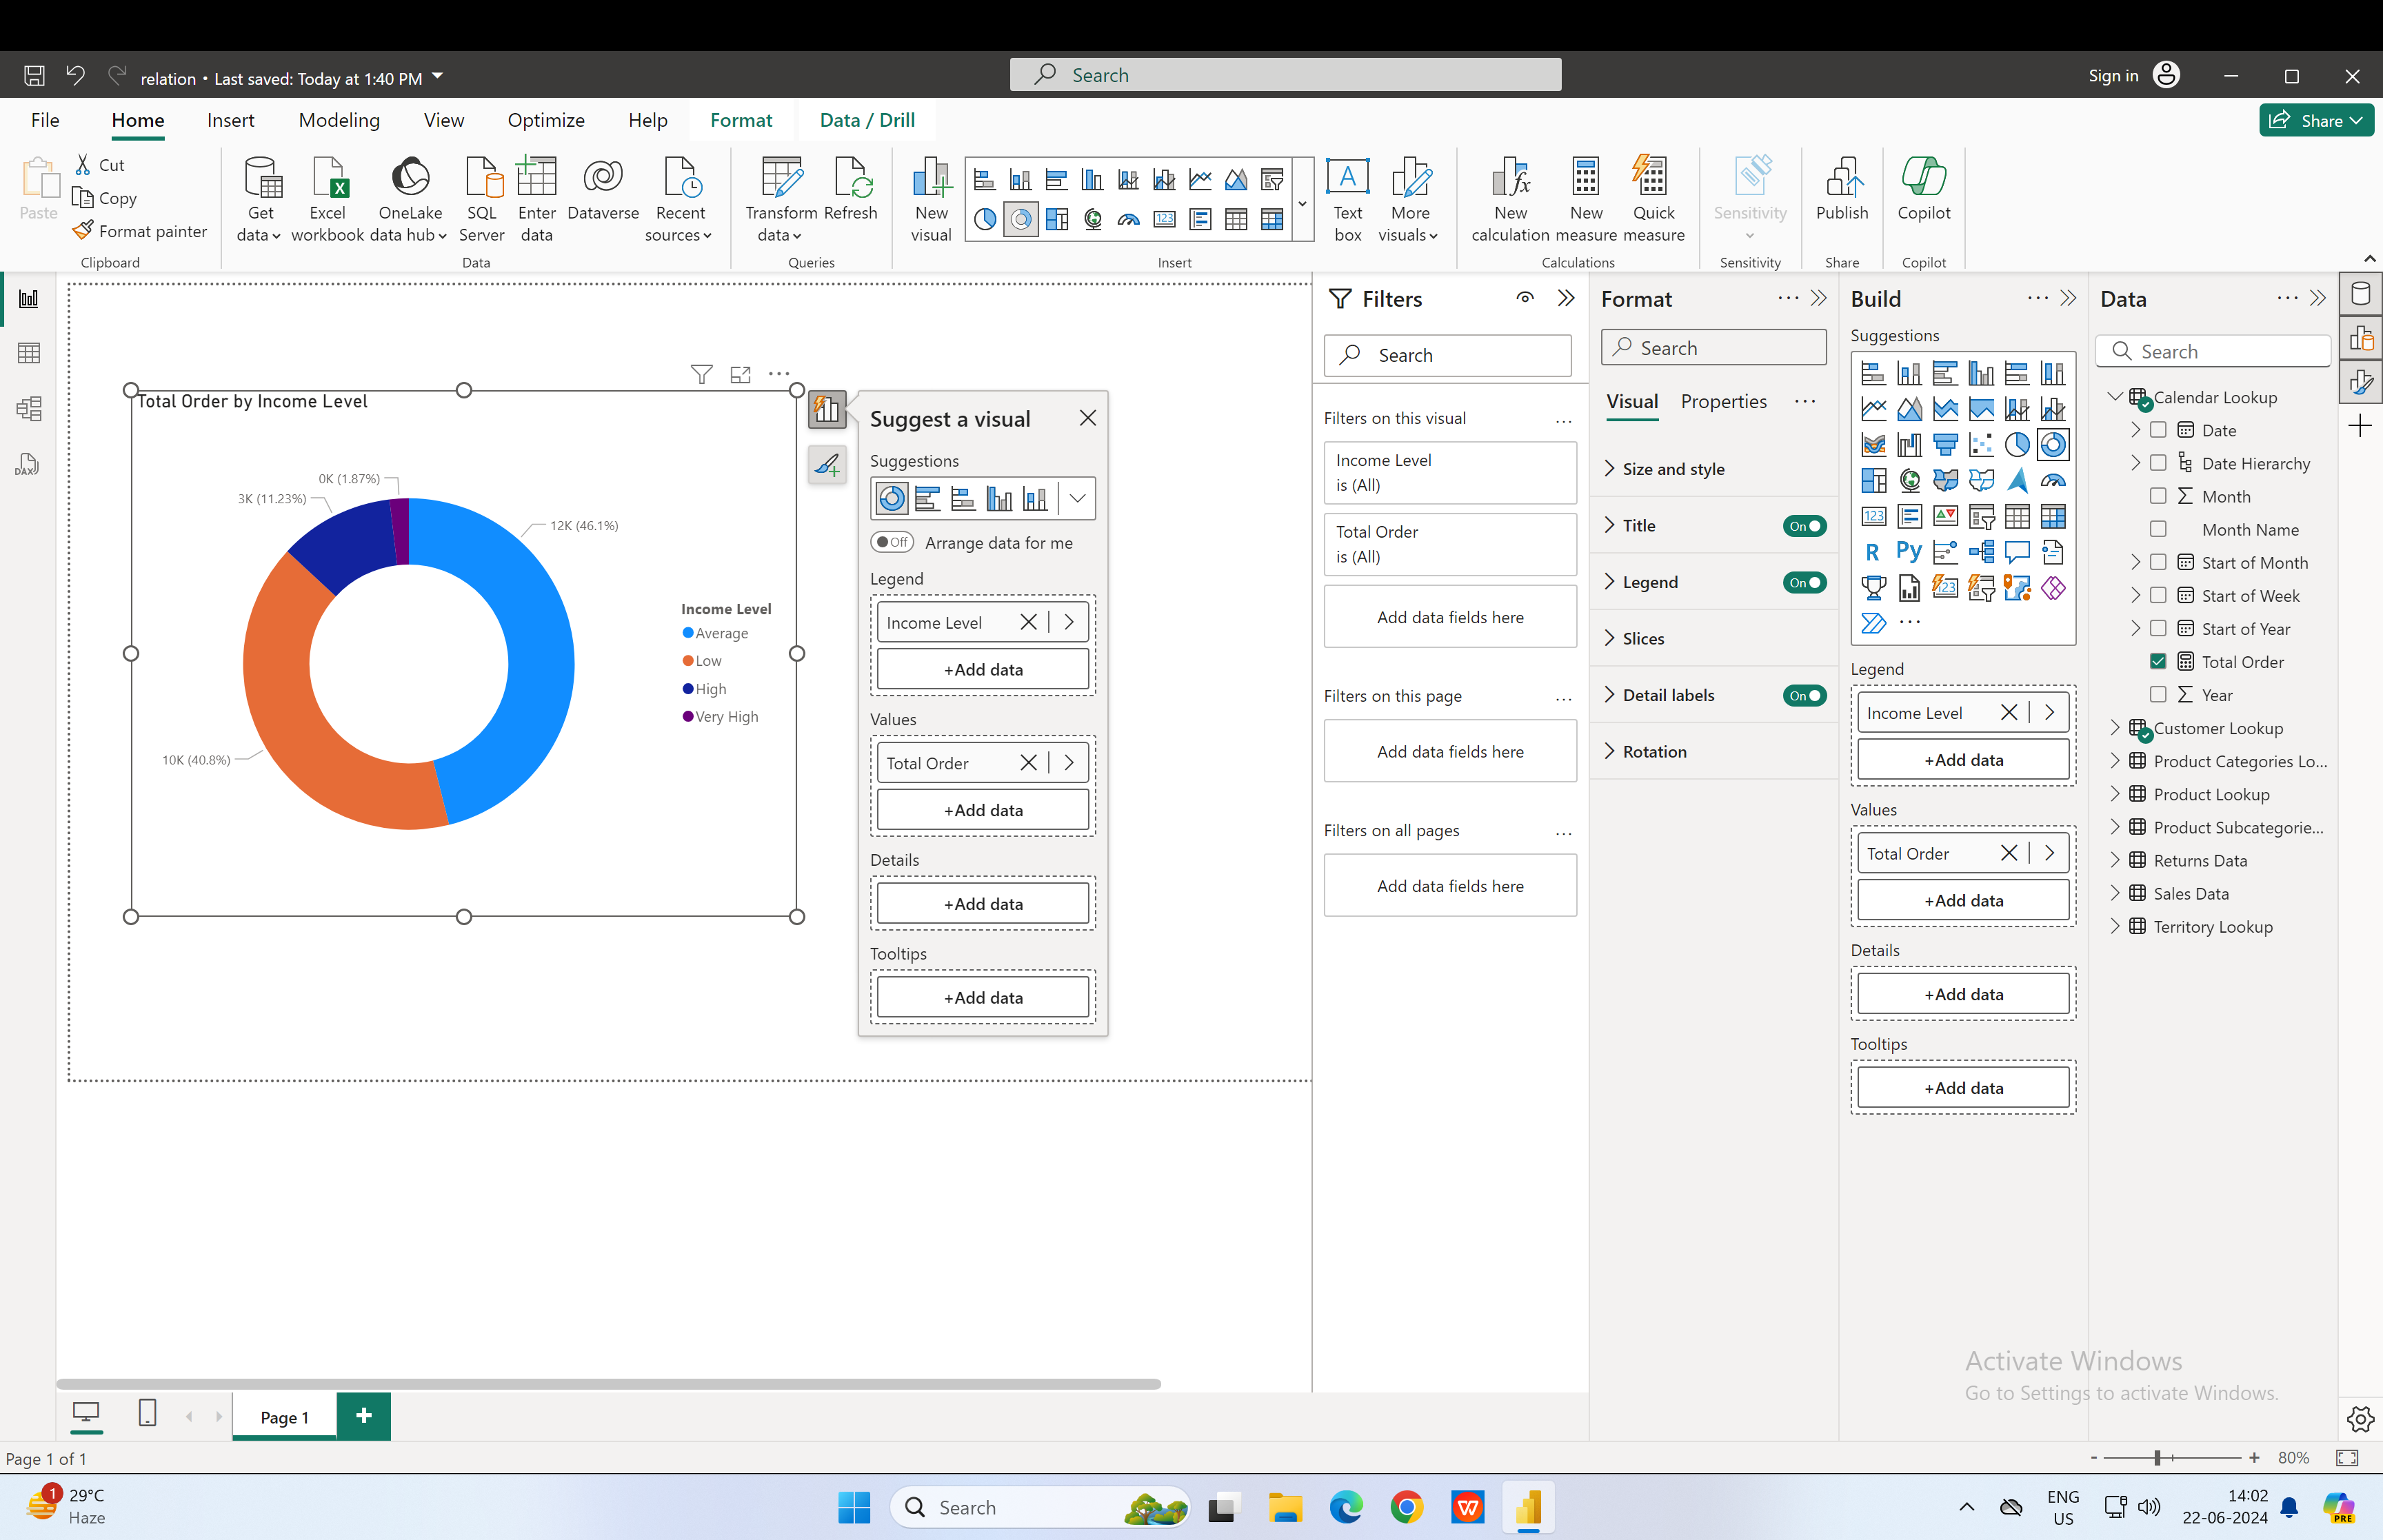 relation • Last saved: Today at 1:40 PM
Search
Sign in
File
Home
Insert
Modeling
View
Optimize
Help
Format
Data / Drill
Share
Paste
Cut
Copy
Format painter
Clipboard
Get data
Excel workbook
OneLake data hub
SQL Server
Enter data
Dataverse
Recent sources
Data
Transform data
Refresh
Queries
New visual
123
A
Text box
More visuals
Insert
New calculation
New measure
Quick measure
Calculations
Sensitivity
Sensitivity
Publish
Share
Copilot
Copilot
DAX
Total Order by Income Level
0K (1.87%)
3K (11.23%)
12K (46.1%)
10K (40.8%)
Income Level
Average
Low
High
Very High
Suggest a visual
Suggestions
Off
Arrange data for me
Legend
Income Level
+Add data
Values
Total Order
+Add data
Details
+Add data
Tooltips
+Add data
Filters
Search
Filters on this visual
Income Level
is (All)
Total Order
is (All)
Add data fields here
Filters on this page
Add data fields here
Filters on all pages
Add data fields here
Format
Search
Visual
Properties
Size and style
Title
On
Legend
On
Slices
Detail labels
On
Rotation
Build
Suggestions
123
R
Py
123
Legend
Income Level
+Add data
Values
Total Order
+Add data
Details
+Add data
Tooltips
+Add data
Data
Search
Calendar Lookup
Date
Date Hierarchy
Month
Month Name
Start of Month
Start of Week
Start of Year
Total Order
Year
Customer Lookup
Product Categories Lo...
Product Lookup
Product Subcategorie...
Returns Data
Sales Data
Territory Lookup
Activate Windows
Go to Settings to activate Windows.
Page 1
+
Page 1 of 1
- + 80%
1
29°C
Haze
Search
W
ENG
US
14:02
22-06-2024
PRE